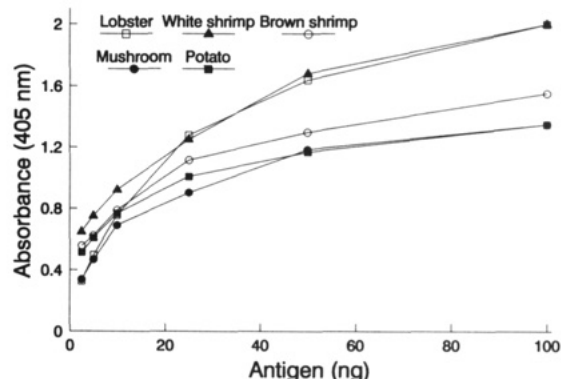 Lobster White shrimp Brown shrimp
Mushroom Potato
2
1.6
1.2
0.8
0.4
0
Absorbance (405 nm)
0 20 40 60 80 100
Antigen (ng)